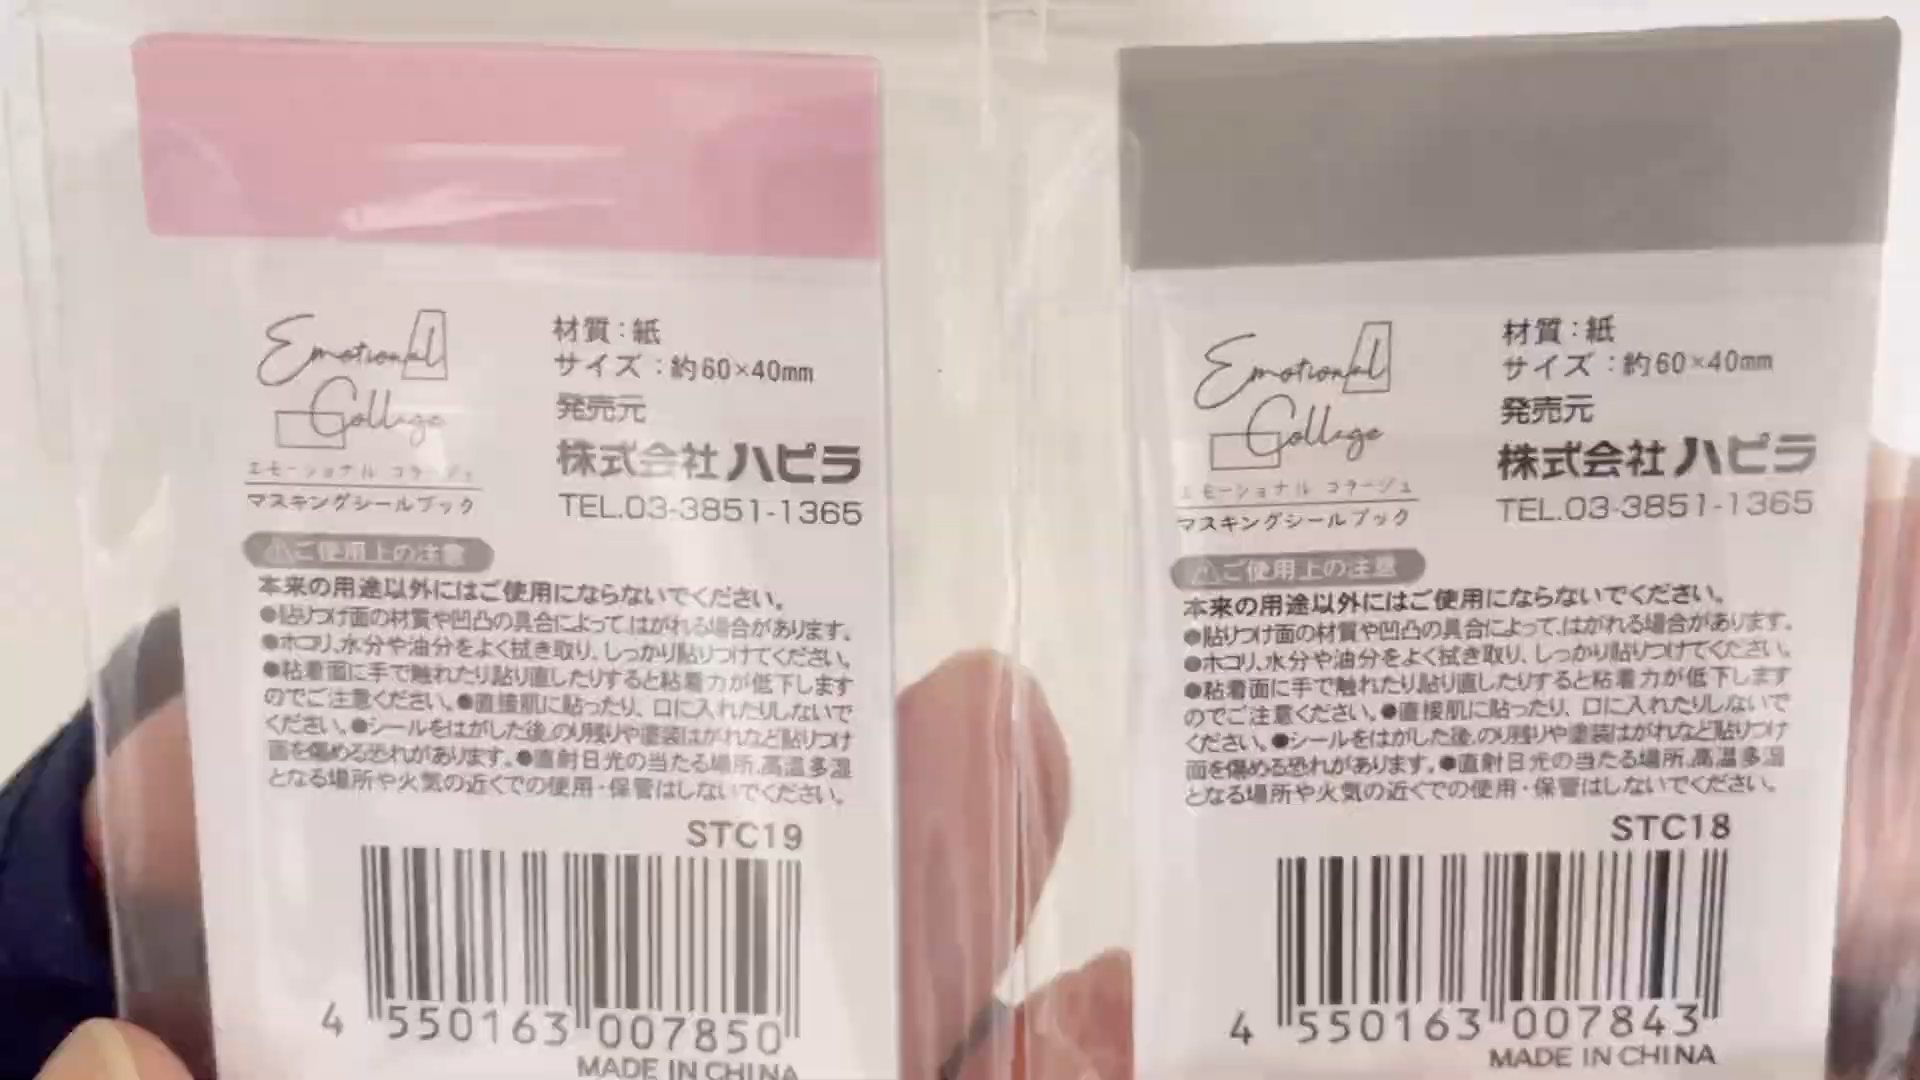 Emotional
Collage
エモーショナル コラージュ
マスキングシールブック
材質：紙
サイズ：約60×40mm
発売元
株式会社ハピラ
TEL.03-3851-1365
⚠ご使用上の注意
本来の用途以外にはご使用にならないでください。
●貼りつけ面の材質や凹凸の具合によって、はがれる場合があります。
●ホコリ、水分や油分をよく拭き取り、しっかり貼りつけてください。
●粘着面に手で触れたり貼り直したりすると粘着力が低下します
のでご注意ください。●直接肌に貼ったり、口に入れたりしないで
ください。●シールをはがした後、のり残りや塗装はがれなど貼りつけ
面を傷める恐れがあります。●直射日光の当たる場所、高温多湿
となる場所や火気の近くでの使用・保管はしないでください。
STC19
4 550163 007850
MADE IN CHINA
Emotional
Collage
エモーショナル コラージュ
マスキングシールブック
材質：紙
サイズ：約60×40mm
発売元
株式会社ハピラ
TEL.03-3851-1365
⚠ご使用上の注意
本来の用途以外にはご使用にならないでください。
●貼りつけ面の材質や凹凸の具合によって、はがれる場合があります。
●ホコリ、水分や油分をよく拭き取り、しっかり貼りつけてください。
●粘着面に手で触れたり貼り直したりすると粘着力が低下します
のでご注意ください。●直接肌に貼ったり、口に入れたりしないで
ください。●シールをはがした後、のり残りや塗装はがれなど貼りつけ
面を傷める恐れがあります。●直射日光の当たる場所、高温多湿
となる場所や火気の近くでの使用・保管はしないでください。
STC18
4 550163 007843
MADE IN CHINA